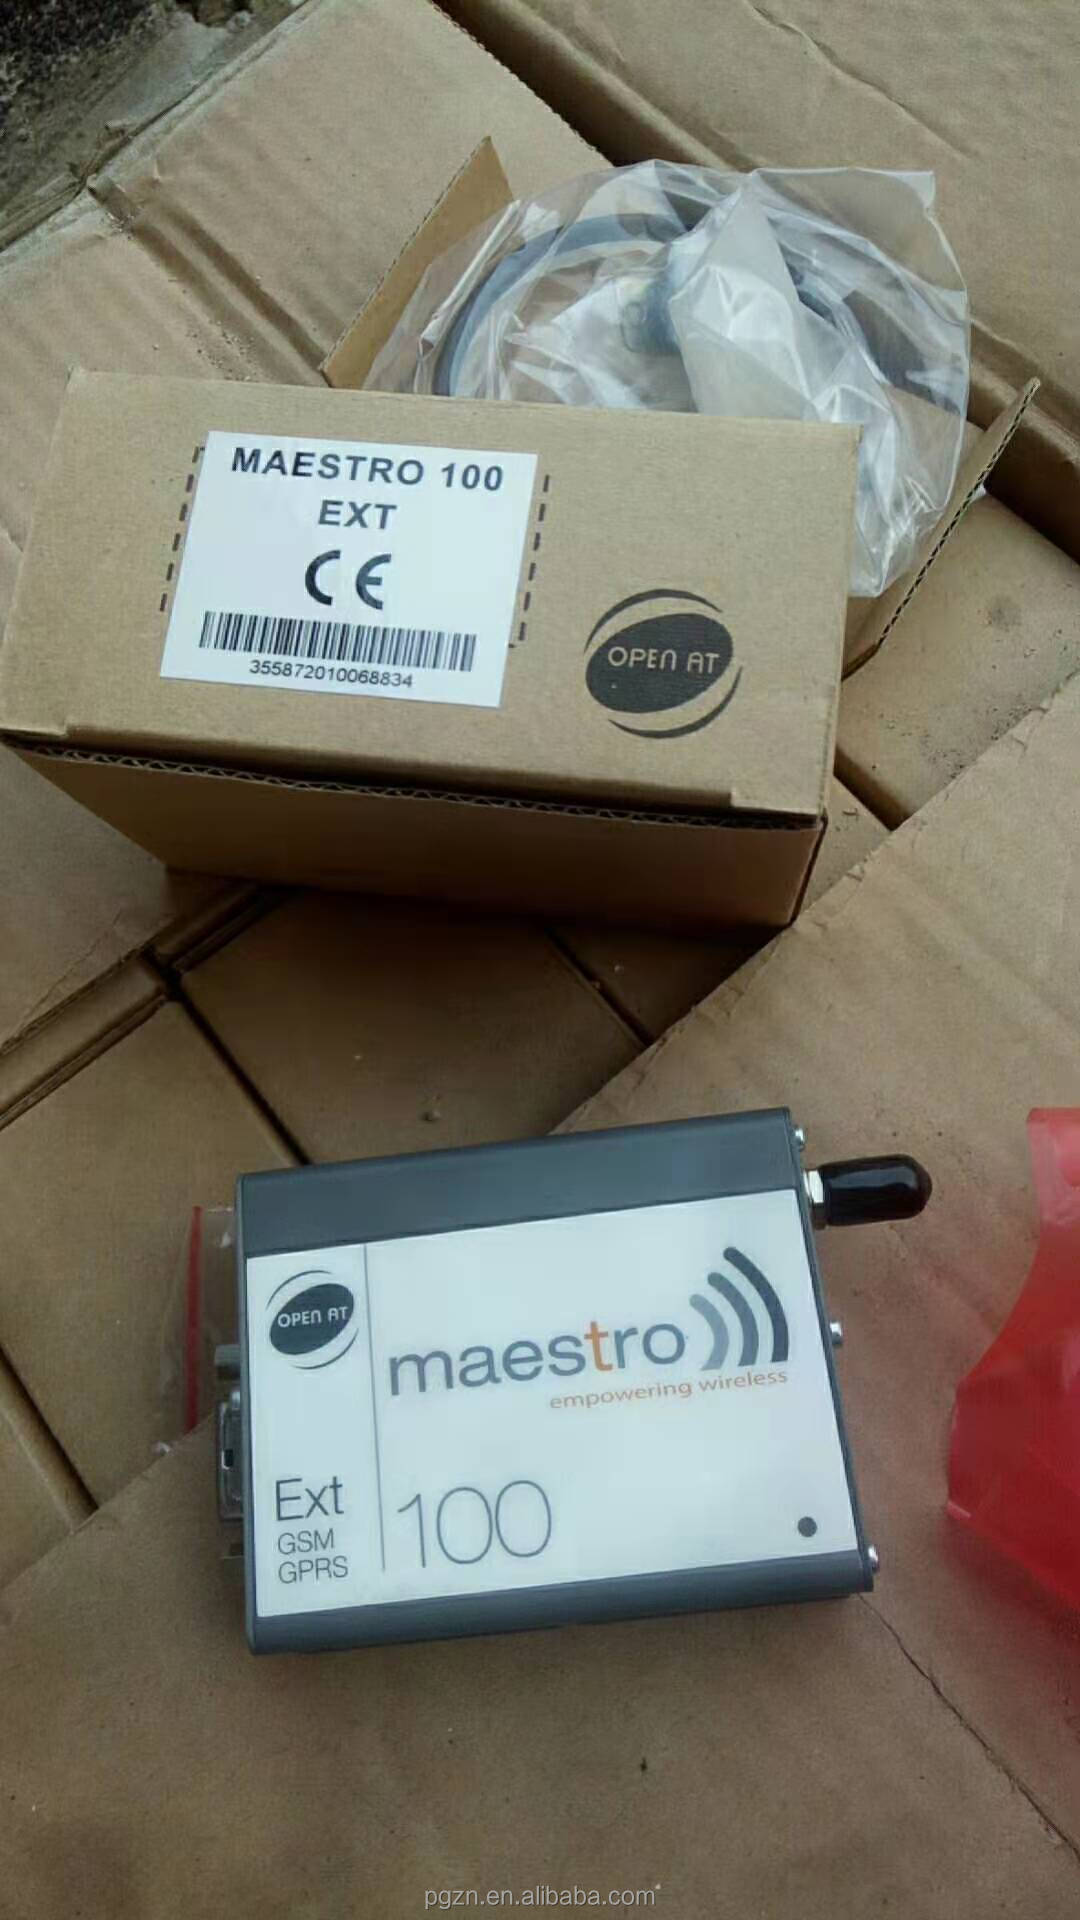 MAESTRO 100
EXT
CE
355872010068834
OPEN AT
OPEN AT
maestro
empowering wireless
Ext
GSM
GPRS
100
pgzn.en.alibaba.com